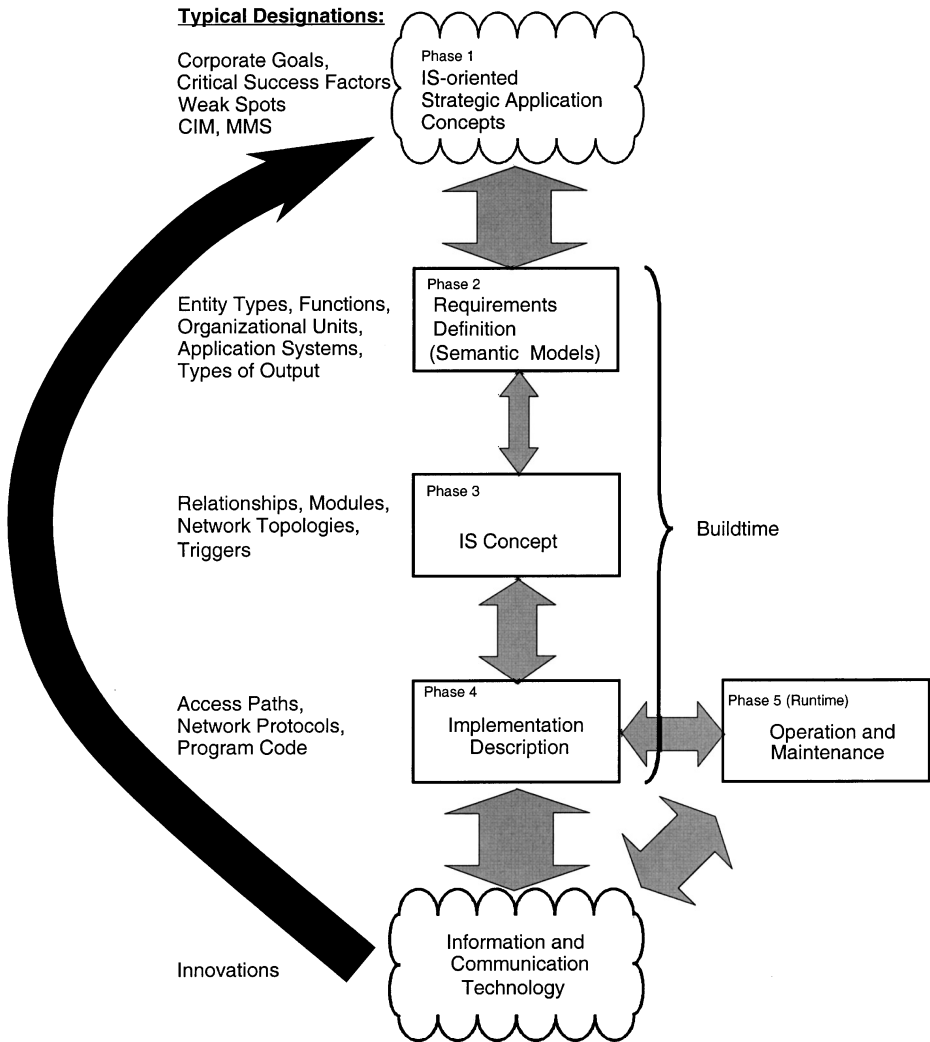 Typical Designations:
Corporate Goals,
Critical Success Factors
Weak Spots
CIM, MMS
Phase 1
IS-oriented
Strategic Application
Concepts
Entity Types, Functions,
Organizational Units,
Application Systems,
Types of Output
Phase 2
Requirements
Definition
(Semantic Models)
Relationships, Modules,
Network Topologies,
Triggers
Phase 3
IS Concept
Buildtime
Access Paths,
Network Protocols,
Program Code
Phase 4
Implementation
Description
Phase 5 (Runtime)
Operation and
Maintenance
Innovations
Information and
Communication
Technology